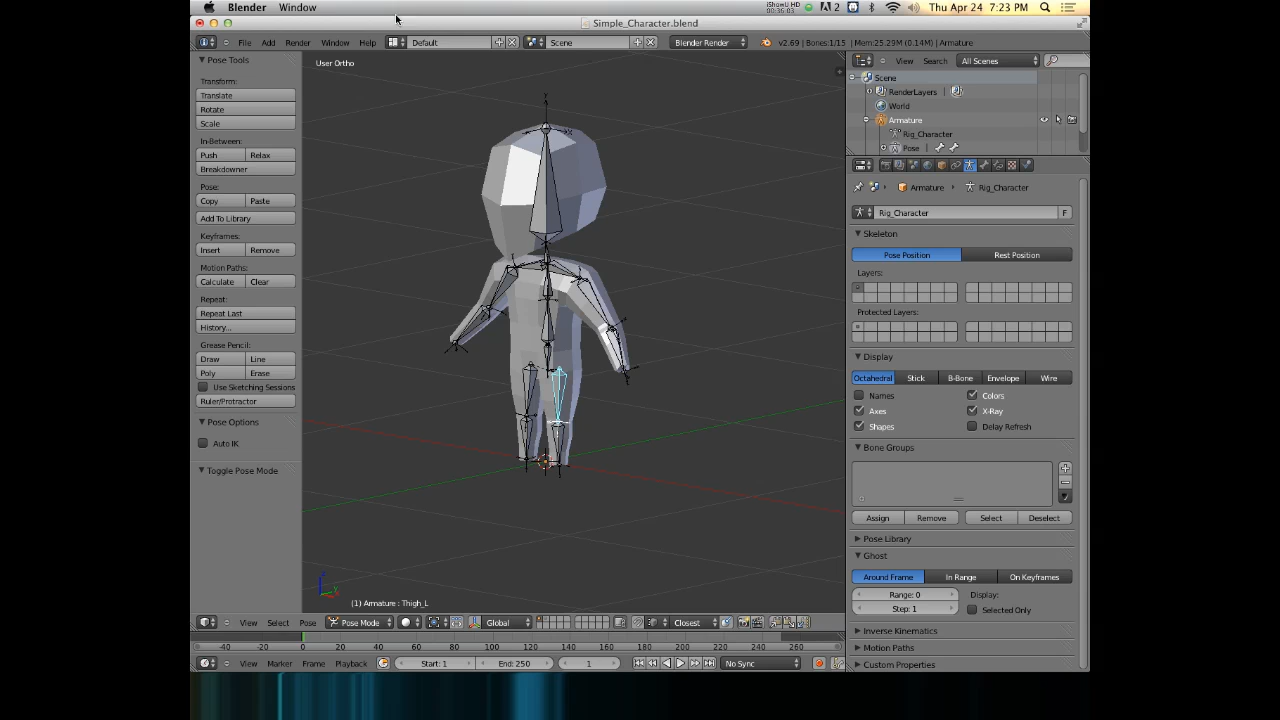 Blender Window iShowU HD 00:36:03 2 Thu Apr 24 7:23 PM
Simple_Character.blend
File Add Render Window Help Default Scene Blender Render v2.69 | Bones:1/15 | Mem:25.29M (0.14M) | Armature
Pose Tools
Transform:
Translate
Rotate
Scale
In-Between:
Push Relax
Breakdowner
Pose:
Copy Paste
Add To Library
Keyframes:
Insert Remove
Motion Paths:
Calculate Clear
Repeat:
Repeat Last
History...
Grease Pencil:
Draw Line
Poly Erase
Use Sketching Sessions
Ruler/Protractor
Pose Options
Auto IK
Toggle Pose Mode
User Ortho
(1) Armature : Thigh_L
View Search All Scenes
Scene
RenderLayers
World
Armature
Rig_Character
Pose
Armature Rig_Character
Rig_Character F
Skeleton
Pose Position Rest Position
Layers:
Protected Layers:
Display
Octahedral Stick B-Bone Envelope Wire
Names Colors
Axes X-Ray
Shapes Delay Refresh
Bone Groups
Assign Remove Select Deselect
Pose Library
Ghost
Around Frame In Range On Keyframes
Range: 0 Display:
Step: 1 Selected Only
Inverse Kinematics
Motion Paths
Custom Properties
View Select Pose Pose Mode Global Closest
-40 -20 0 20 40 60 80 100 120 140 160 180 200 220 240 260
View Marker Frame Playback Start: 1 End: 250 1 No Sync